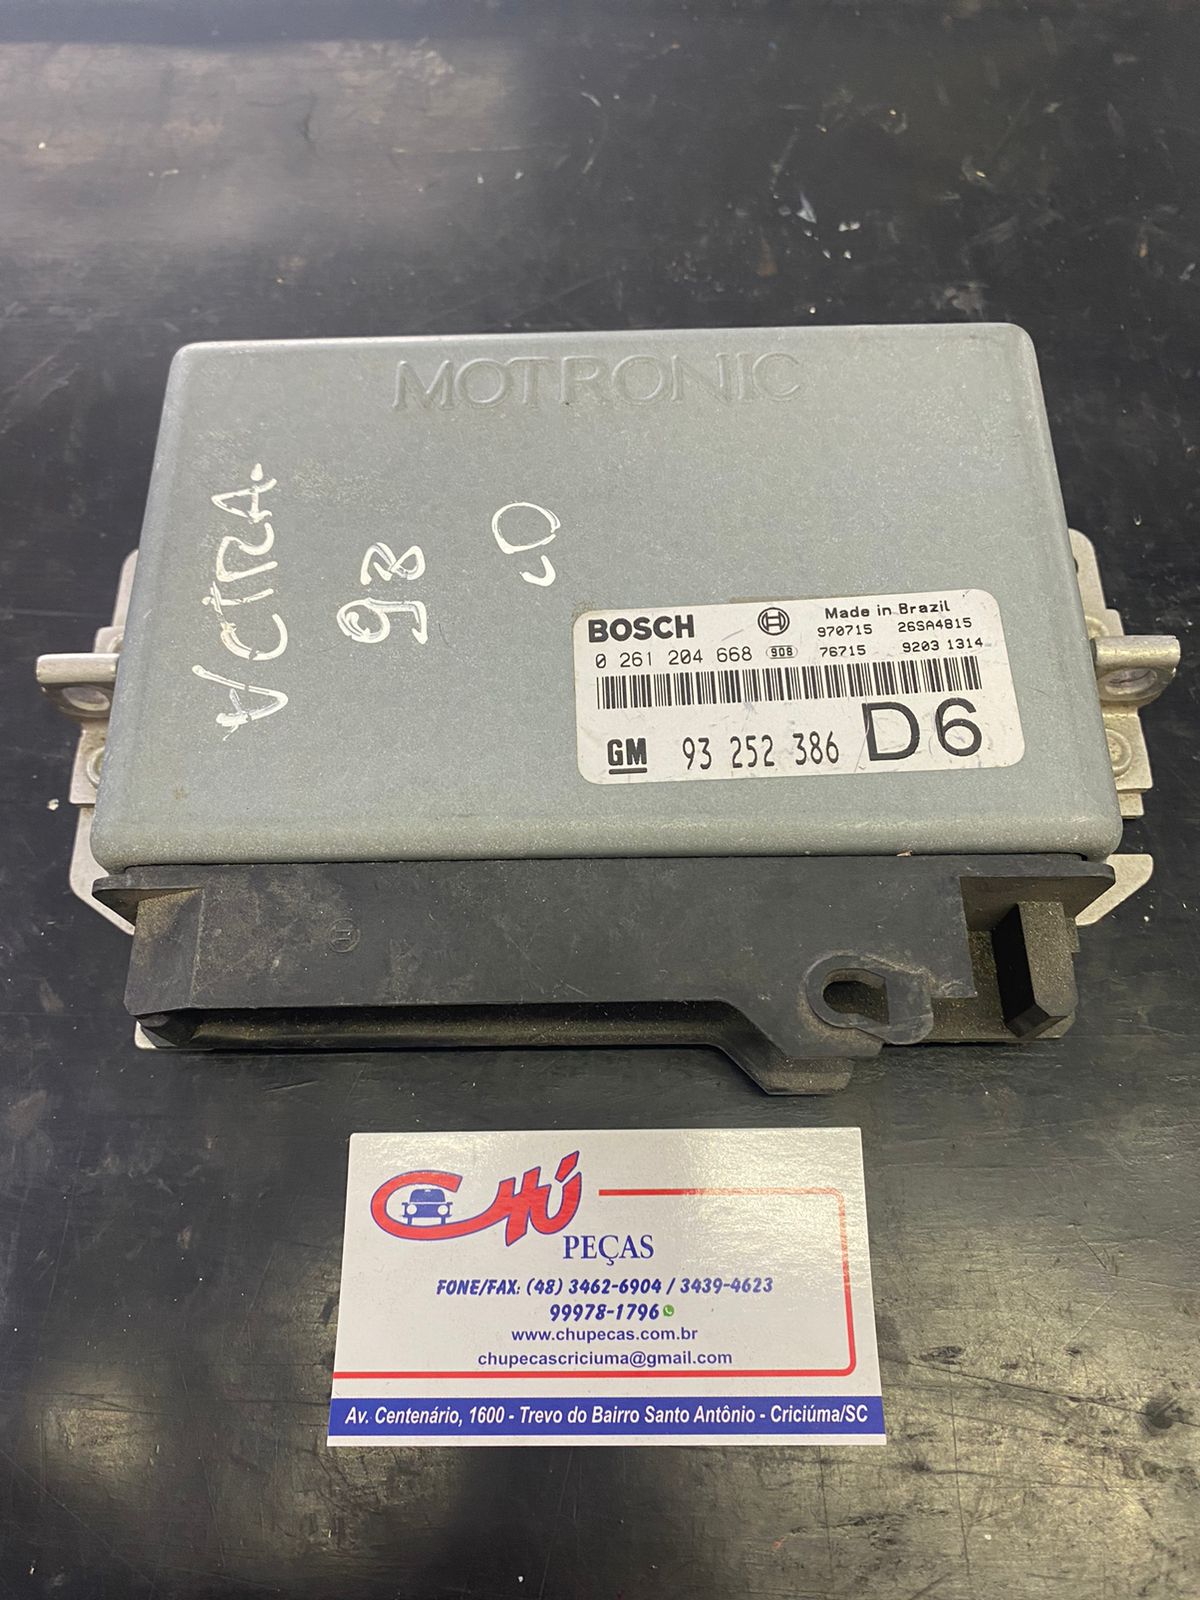 MOTRONIC
VCTRA.
98
CD
BOSCH
Made in Brazil
970715 26SA4815
0 261 204 668 908 76715 9203 1314
GM 93 252 386 D6
CHÚ
PEÇAS
FONE/FAX: (48) 3462-6904 / 3439-4623
99978-1796
www.chupecas.com.br
chupecascriciuma@gmail.com
Av. Centenário, 1600 - Trevo do Bairro Santo Antônio - Criciúma/SC